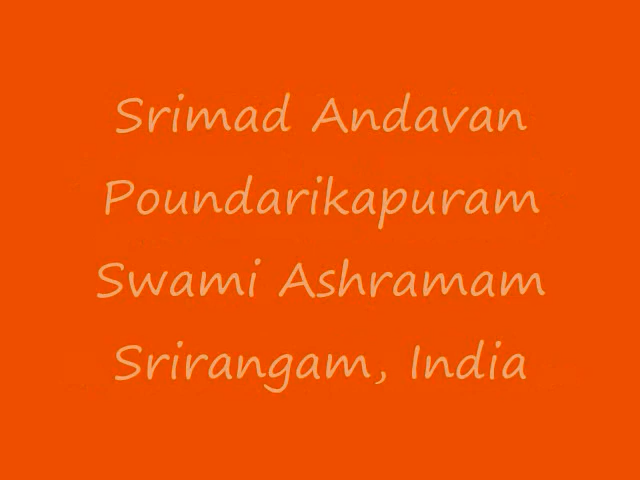 Srimad Andavan
Poundarikapuram
Swami Ashramam
Srirangam, India